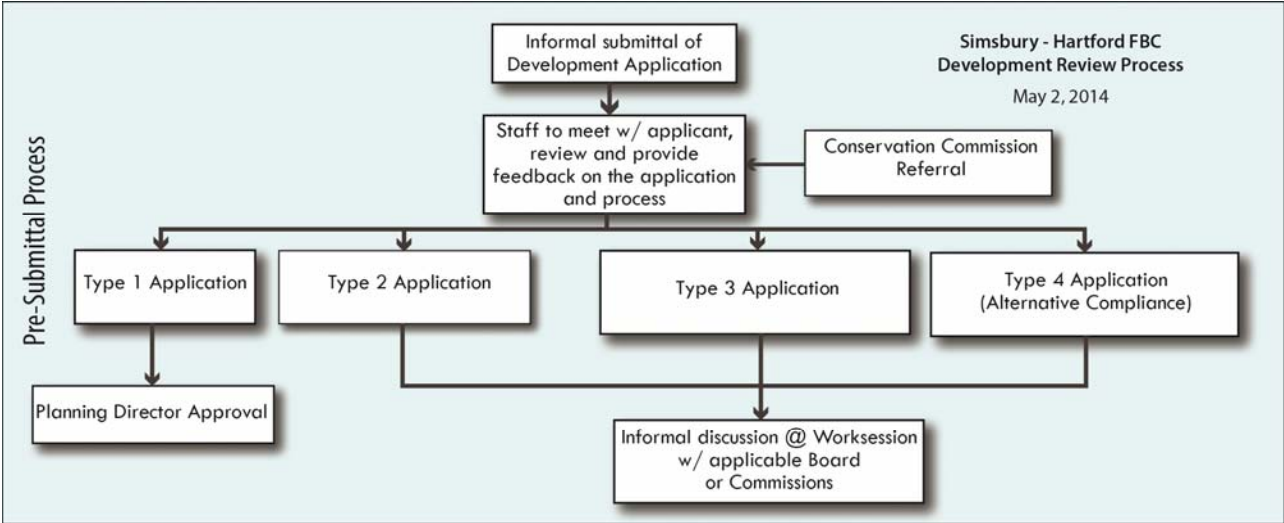 Simsbury - Hartford FBC
Development Review Process
May 2, 2014
Pre-Submittal Process
Informal submittal of
Development Application
Staff to meet w/ applicant,
review and provide
feedback on the application
and process
Conservation Commission
Referral
Type 1 Application
Type 2 Application
Type 3 Application
Type 4 Application
(Alternative Compliance)
Planning Director Approval
Informal discussion @ Worksession
w/ applicable Board
or Commissions